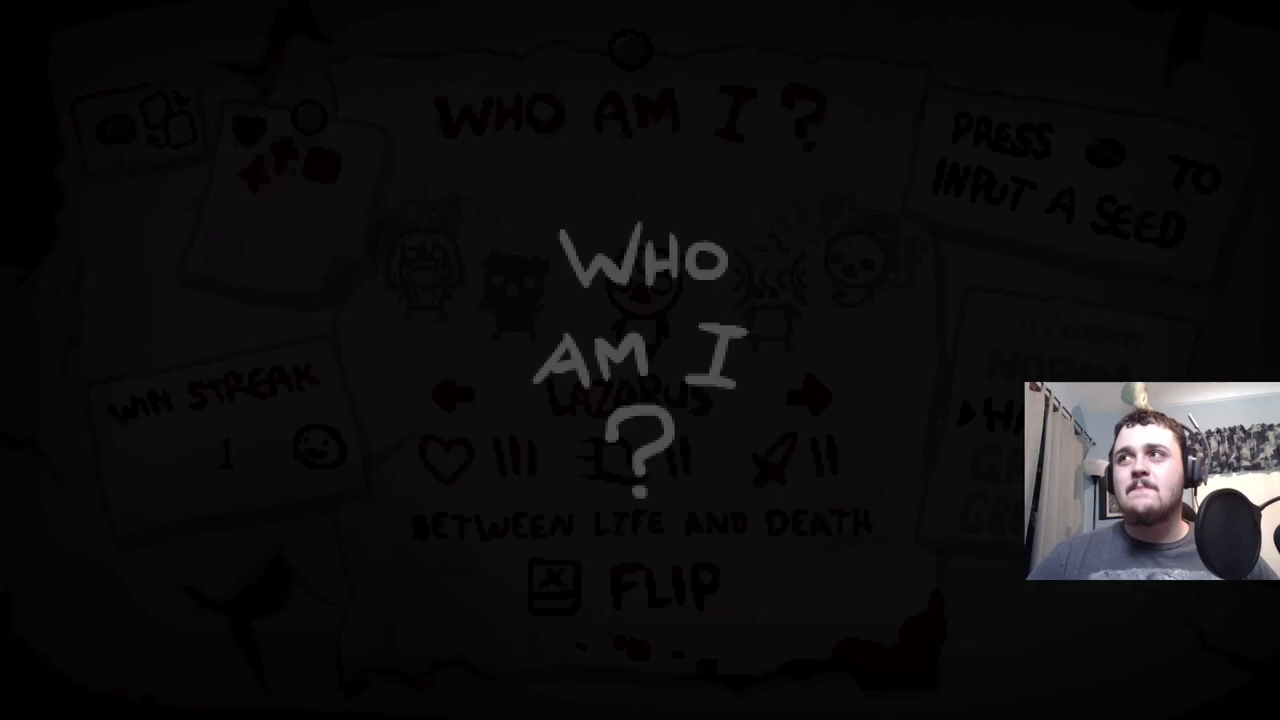 WHO AM I ?
PRESS TO
INPUT A SEED
WHO
AM I
?
WIN STREAK
1
LAZARUS
BETWEEN LIFE AND DEATH
FLIP